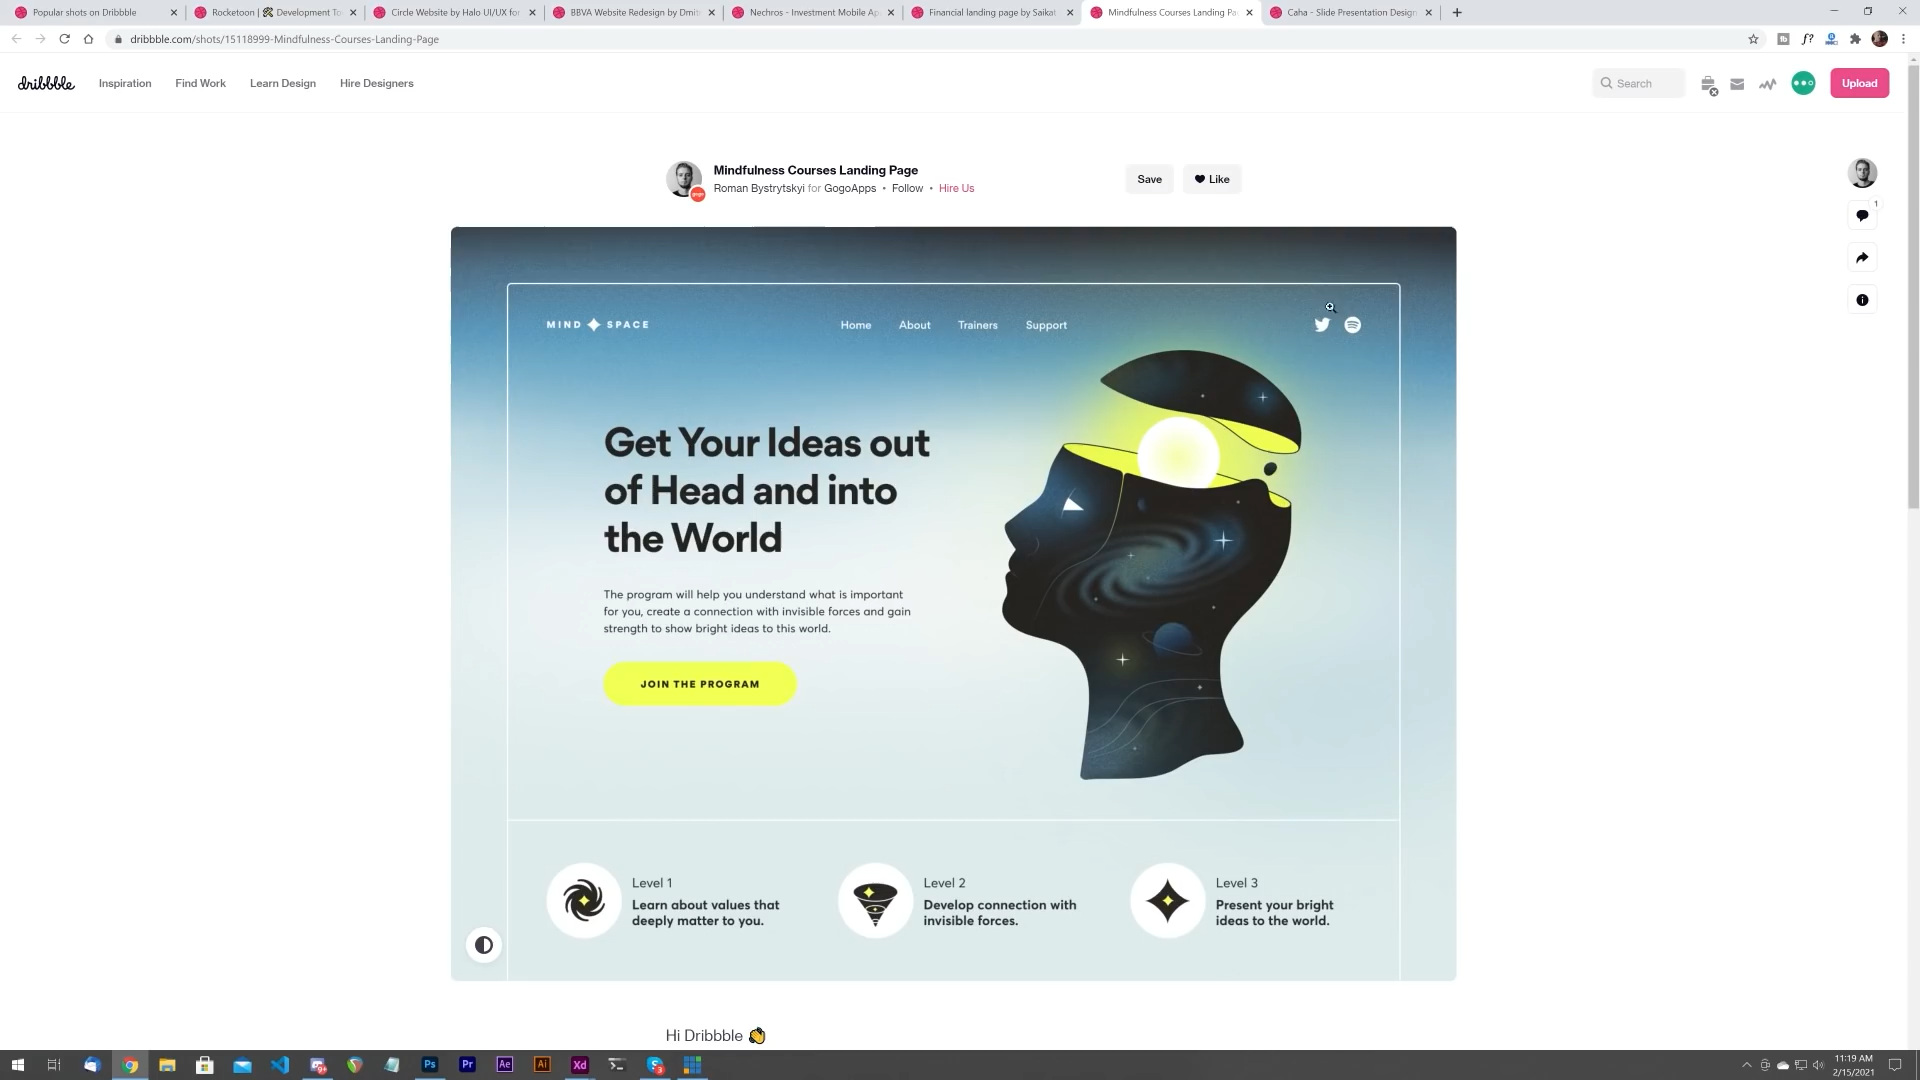 Popular shots on Dribbble
Rocketoon | 🛠 Development To
Circle Website by Halo UI/UX for
BBVA Website Redesign by Dmit
Nechros - Investment Mobile Ap
Financial landing page by Saikat
Mindfulness Courses Landing Pa
Caha - Slide Presentation Design
dribbble.com/shots/15118999-Mindfulness-Courses-Landing-Page
dribbble
Inspiration
Find Work
Learn Design
Hire Designers
Search
Upload
Mindfulness Courses Landing Page
Roman Bystrytskyi for GogoApps • Follow • Hire Us
Save
Like
1
MIND SPACE
Home
About
Trainers
Support
Get Your Ideas out
of Head and into
the World
The program will help you understand what is important
for you, create a connection with invisible forces and gain
strength to show bright ideas to this world.
JOIN THE PROGRAM
Level 1
Learn about values that
deeply matter to you.
Level 2
Develop connection with
invisible forces.
Level 3
Present your bright
ideas to the world.
Hi Dribbble 👏
Ps
Pr
Ae
Ai
Xd
11:19 AM
2/15/2021